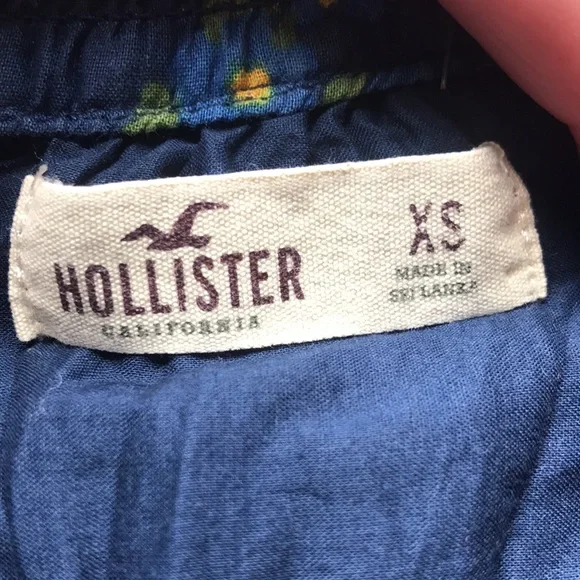 HOLLISTER
CALIFORNIA
XS
MADE IN
SRI LANKA